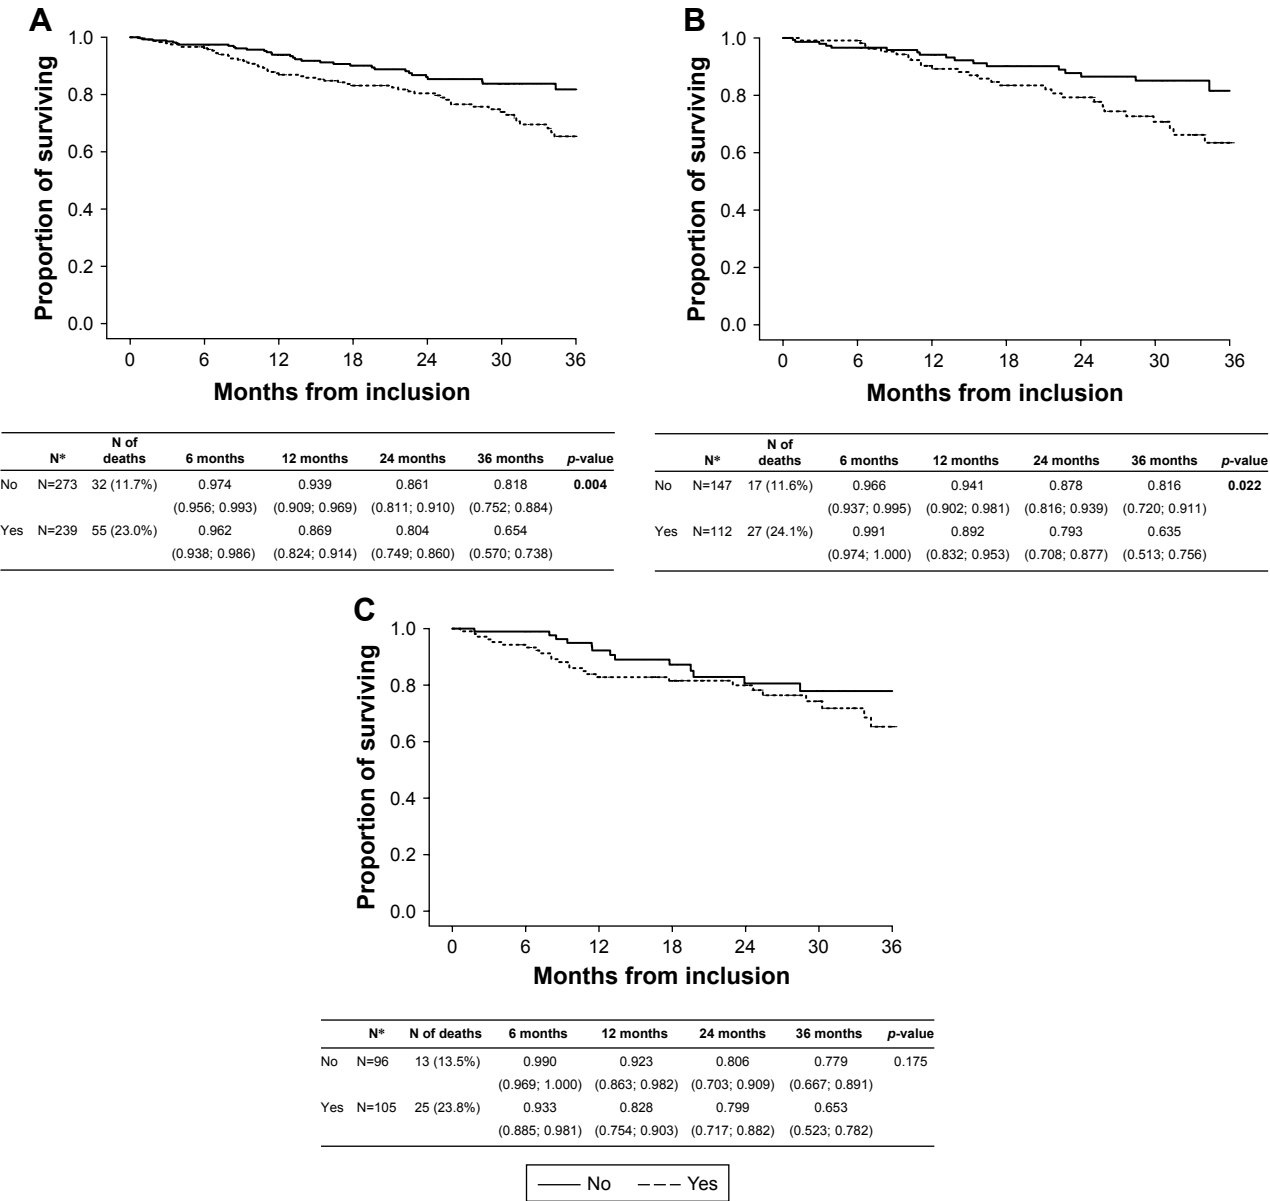 A
Proportion of surviving
1.0
0.8
0.6
0.4
0.2
0.0
0 6 12 18 24 30 36
Months from inclusion
N* N of deaths 6 months 12 months 24 months 36 months p-value
No N=273 32 (11.7%) 0.974 0.939 0.861 0.818 0.004
(0.956; 0.993) (0.909; 0.969) (0.811; 0.910) (0.752; 0.884)
Yes N=239 55 (23.0%) 0.962 0.869 0.804 0.654
(0.938; 0.986) (0.824; 0.914) (0.749; 0.860) (0.570; 0.738)
B
Proportion of surviving
1.0
0.8
0.6
0.4
0.2
0.0
0 6 12 18 24 30 36
Months from inclusion
N* N of deaths 6 months 12 months 24 months 36 months p-value
No N=147 17 (11.6%) 0.966 0.941 0.878 0.816 0.022
(0.937; 0.995) (0.902; 0.981) (0.816; 0.939) (0.720; 0.911)
Yes N=112 27 (24.1%) 0.991 0.892 0.793 0.635
(0.974; 1.000) (0.832; 0.953) (0.708; 0.877) (0.513; 0.756)
C
Proportion of surviving
1.0
0.8
0.6
0.4
0.2
0.0
0 6 12 18 24 30 36
Months from inclusion
N* N of deaths 6 months 12 months 24 months 36 months p-value
No N=96 13 (13.5%) 0.990 0.923 0.806 0.779 0.175
(0.969; 1.000) (0.863; 0.982) (0.703; 0.909) (0.667; 0.891)
Yes N=105 25 (23.8%) 0.933 0.828 0.799 0.653
(0.885; 0.981) (0.754; 0.903) (0.717; 0.882) (0.523; 0.782)
No Yes